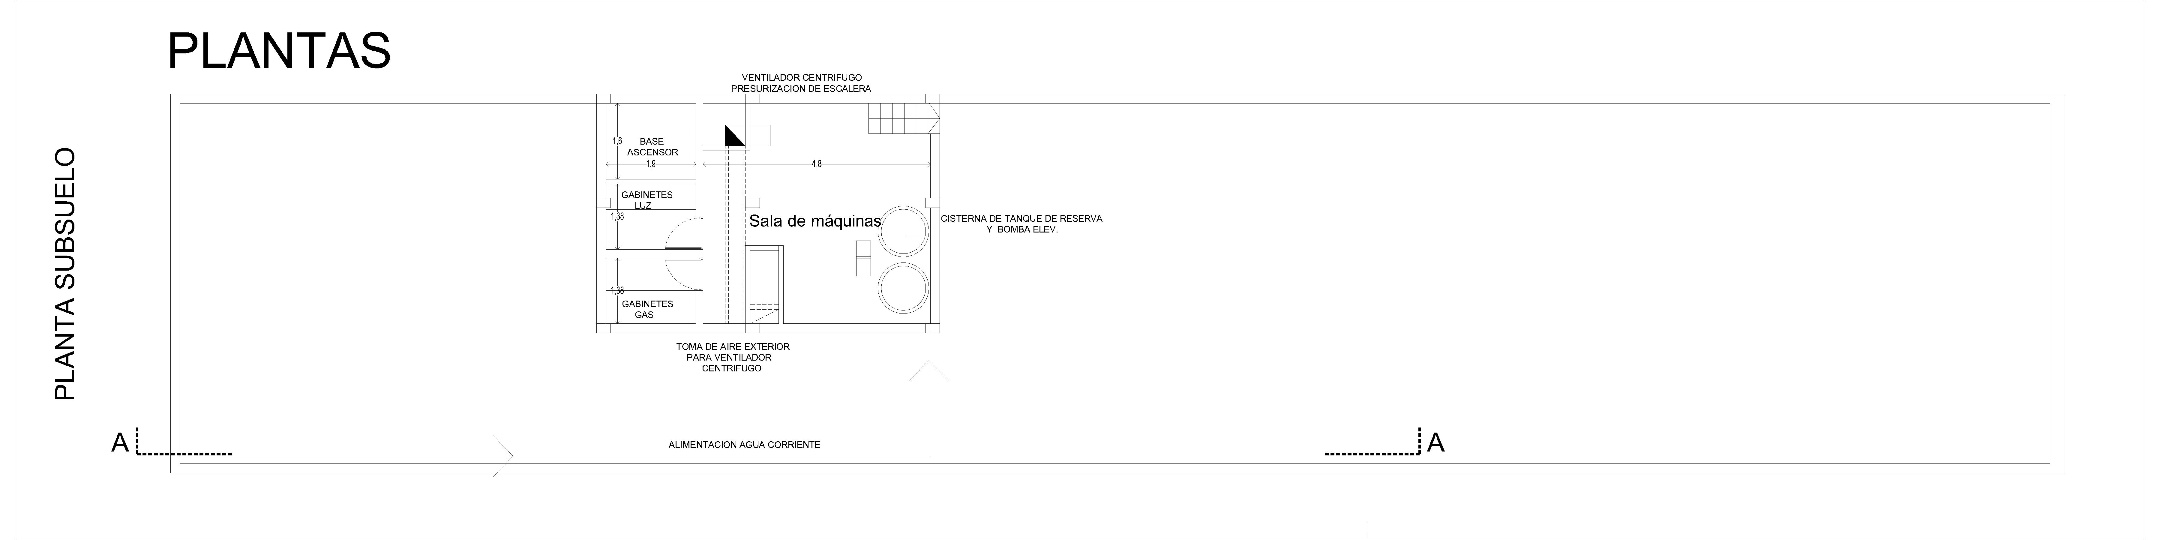 PLANTAS
VENTILADOR CENTRIFUGO
PRESURIZACION DE ESCALERA
PLANTA SUBSUELO
BASE
ASCENSOR
1,9
4,8
GABINETES
LUZ
1,35
Sala de máquinas
CISTERNA DE TANQUE DE RESERVA
Y BOMBA ELEV.
1,35
GABINETES
GAS
TOMA DE AIRE EXTERIOR
PARA VENTILADOR
CENTRIFUGO
ALIMENTACION AGUA CORRIENTE
A
A